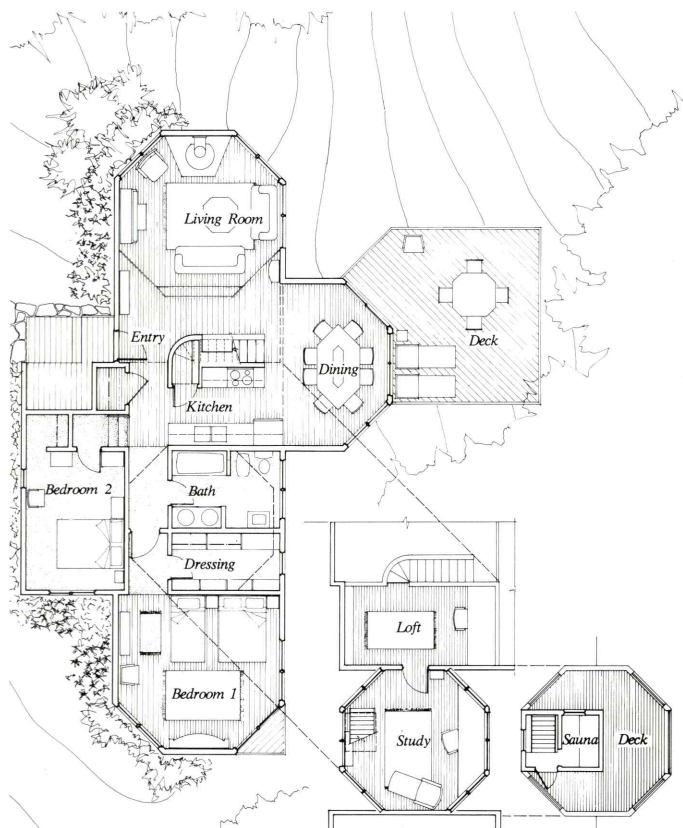 Living Room
Entry
Dining
Deck
Kitchen
Bedroom 2
Bath
Dressing
Bedroom 1
Loft
Study
Sauna
Deck